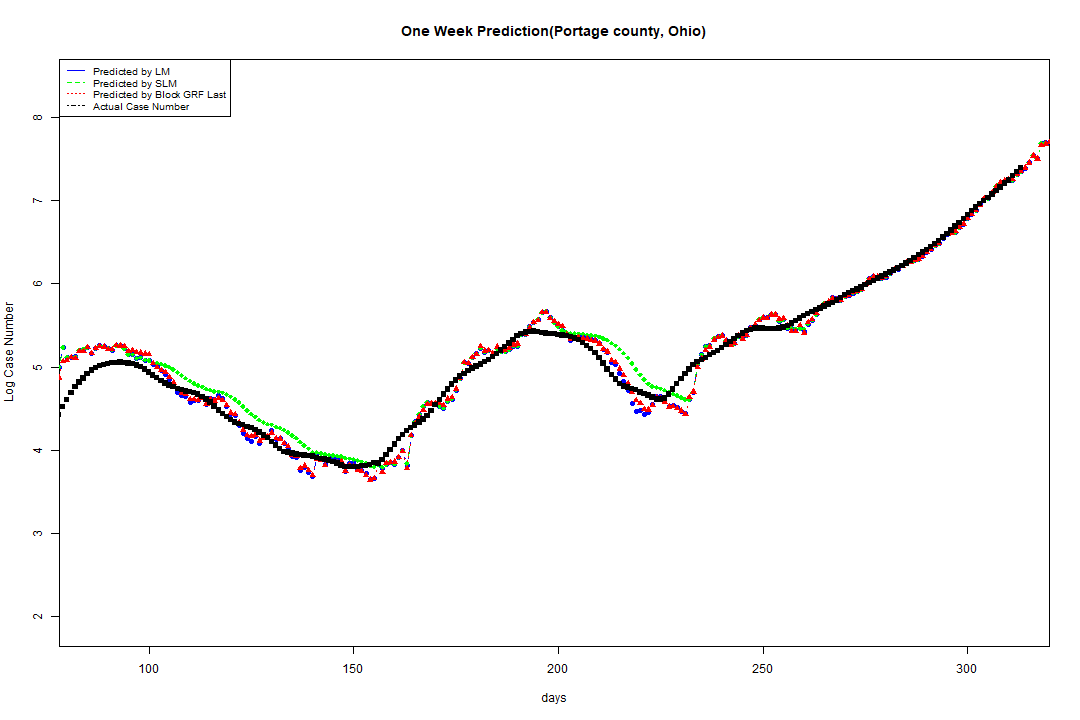 One Week Prediction(Portage county, Ohio)
Predicted by LM
Predicted by SLM
Predicted by Block GRF Last
Actual Case Number
8
7
6
5
4
3
2
Log Case Number
100 150 200 250 300
days